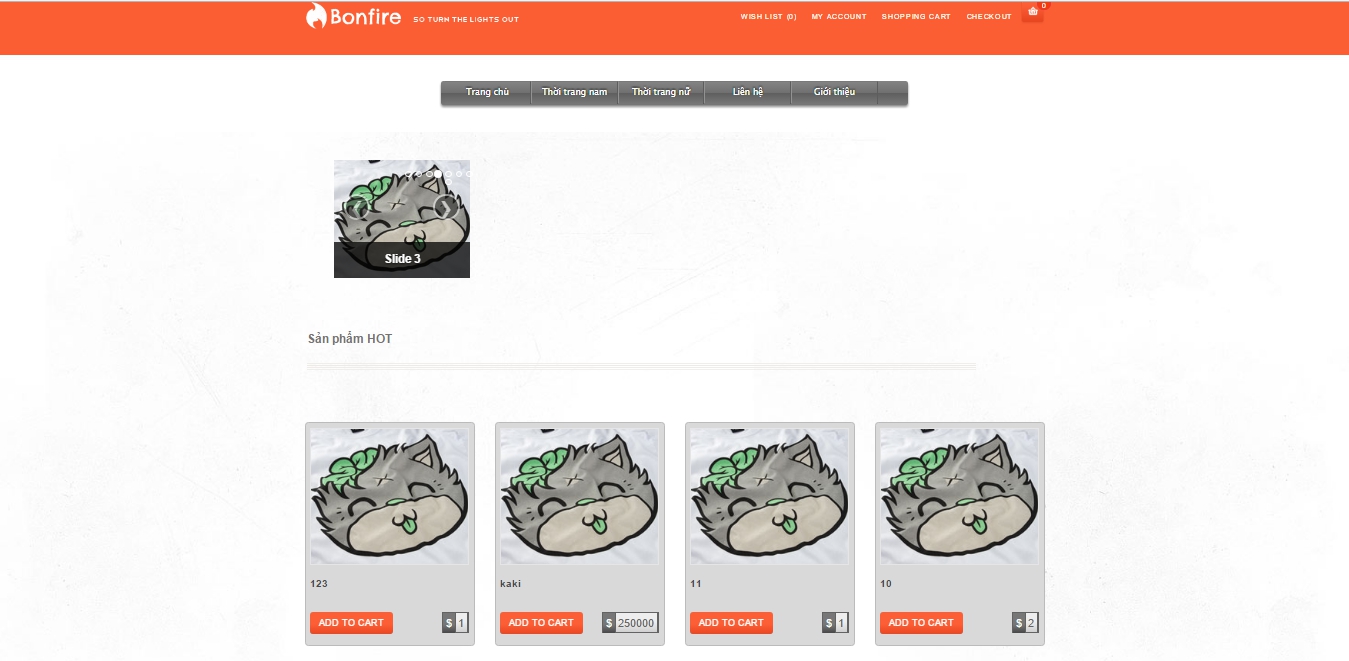 Bonfire SO TURN THE LIGHTS OUT
WISH LIST (0) MY ACCOUNT SHOPPING CART CHECKOUT 0
Trang chủ Thời trang nam Thời trang nữ Liên hệ Giới thiệu
Slide 3
Sản phẩm HOT
123 kaki 11 10
ADD TO CART $ 1 ADD TO CART $ 250000 ADD TO CART $ 1 ADD TO CART $ 2